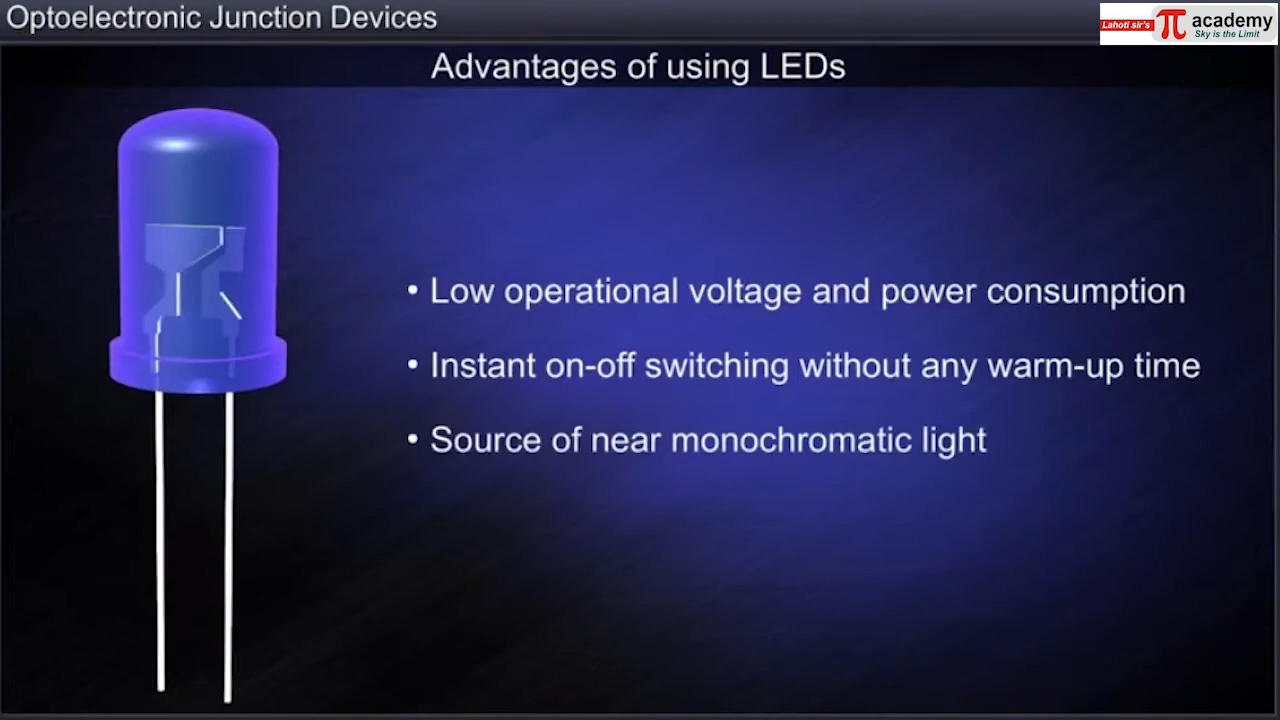 Optoelectronic Junction Devices
Lahoti sir's π academy
Sky is the Limit
Advantages of using LEDs
• Low operational voltage and power consumption
• Instant on-off switching without any warm-up time
• Source of near monochromatic light